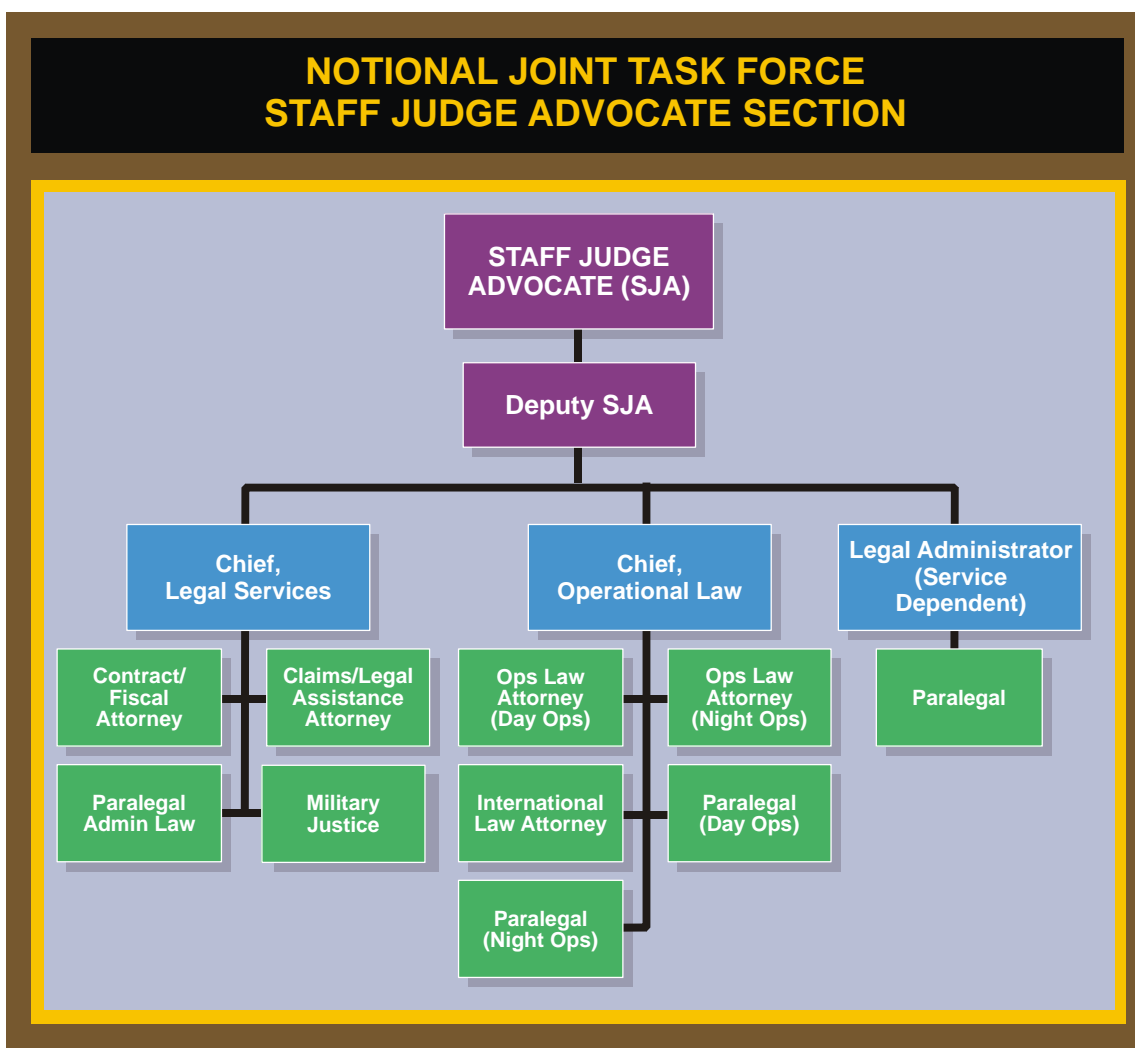 NOTIONAL JOINT TASK FORCE
STAFF JUDGE ADVOCATE SECTION
STAFF JUDGE
ADVOCATE (SJA)
Deputy SJA
Chief,
Legal Services
Chief,
Operational Law
Legal Administrator
(Service
Dependent)
Contract/
Fiscal
Attorney
Claims/Legal
Assistance
Attorney
Paralegal
Admin Law
Military
Justice
Ops Law
Attorney
(Day Ops)
Ops Law
Attorney
(Night Ops)
International
Law Attorney
Paralegal
(Day Ops)
Paralegal
(Night Ops)
Paralegal